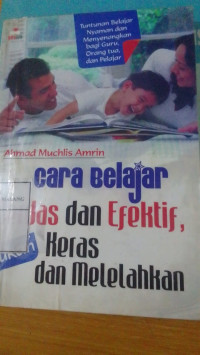 Tuntunan Belajar
Nyaman dan
Menyenangkan
bagi Guru,
Orang tua,
dan Pelajar
Ahmad Muchlis Amrin
Cara Belajar
das dan Efektif,
Keras
dan Melelahkan